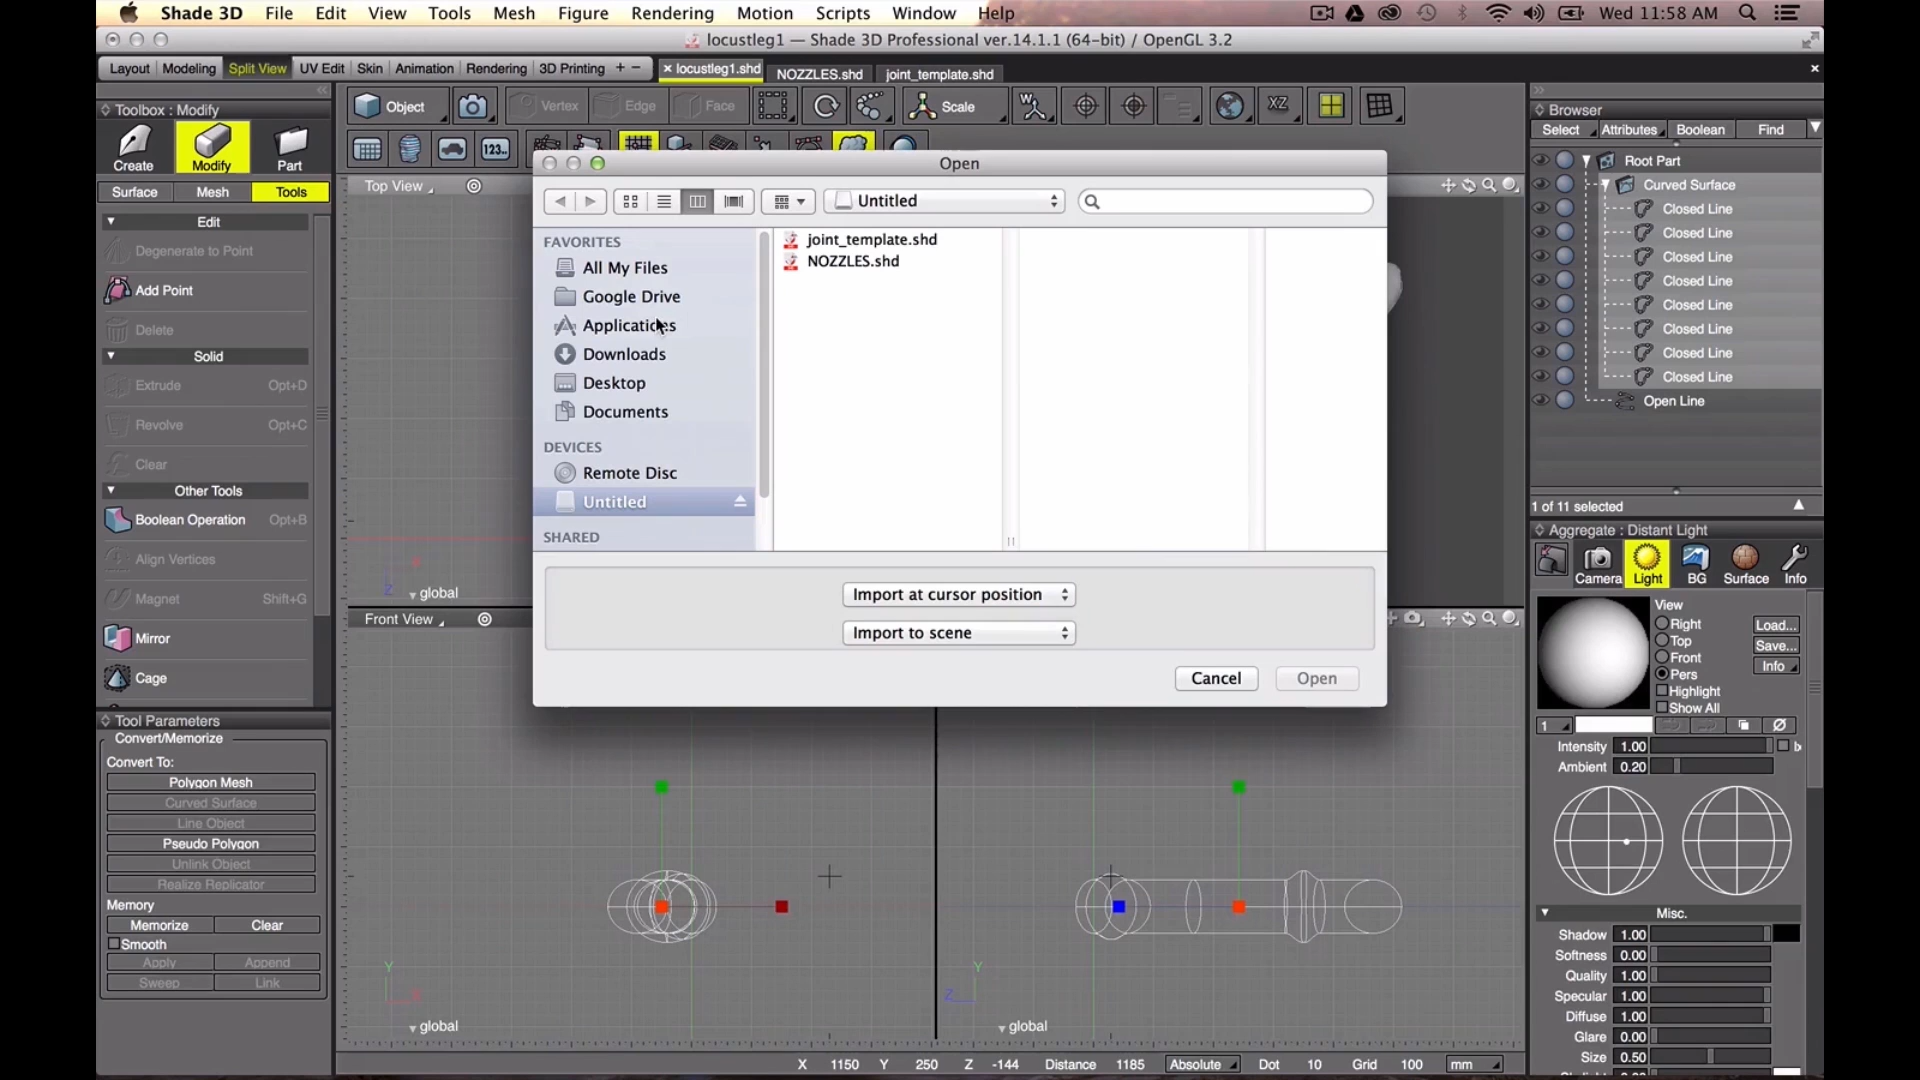 Shade 3D File Edit View Tools Mesh Figure Rendering Motion Scripts Window Help Wed 11:58 AM
locustleg1 — Shade 3D Professional ver.14.1.1 (64-bit) / OpenGL 3.2
Layout Modeling Split View UV Edit Skin Animation Rendering 3D Printing + − × locustleg1.shd NOZZLES.shd joint_template.shd ×
Toolbox : Modify
Create Modify Part
Surface Mesh Tools
Edit
Degenerate to Point
Add Point
Delete
Solid
Extrude Opt+D
Revolve Opt+C
Clear
Other Tools
Boolean Operation Opt+B
Align Vertices
Magnet Shift+G
Mirror
Cage
Tool Parameters
Convert/Memorize
Convert To:
Polygon Mesh
Curved Surface
Line Object
Pseudo Polygon
Unlink Object
Realize Replicator
Memory
Memorize Clear
Smooth
Apply Append
Sweep Link
Object Vertex Edge Face Scale XZ
123..
Top View
global
Open
Untitled
FAVORITES
All My Files
Google Drive
Applications
Downloads
Desktop
Documents
DEVICES
Remote Disc
Untitled
SHARED
joint_template.shd
NOZZLES.shd
Import at cursor position
Import to scene
Cancel Open
Front View
Y
global
Y
Z
global
X 1150 Y 250 Z -144 Distance 1185 Absolute Dot 10 Grid 100 mm
Browser
Select Attributes Boolean Find
Root Part
Curved Surface
Closed Line
Closed Line
Closed Line
Closed Line
Closed Line
Closed Line
Closed Line
Closed Line
Open Line
1 of 11 selected
Aggregate : Distant Light
Camera Light BG Surface Info
View
Right Load...
Top Save...
Front Info
Pers
Highlight
Show All
1
Intensity 1.00
Ambient 0.20
Misc.
Shadow 1.00
Softness 0.00
Quality 1.00
Specular 1.00
Diffuse 1.00
Glare 0.00
Size 0.50